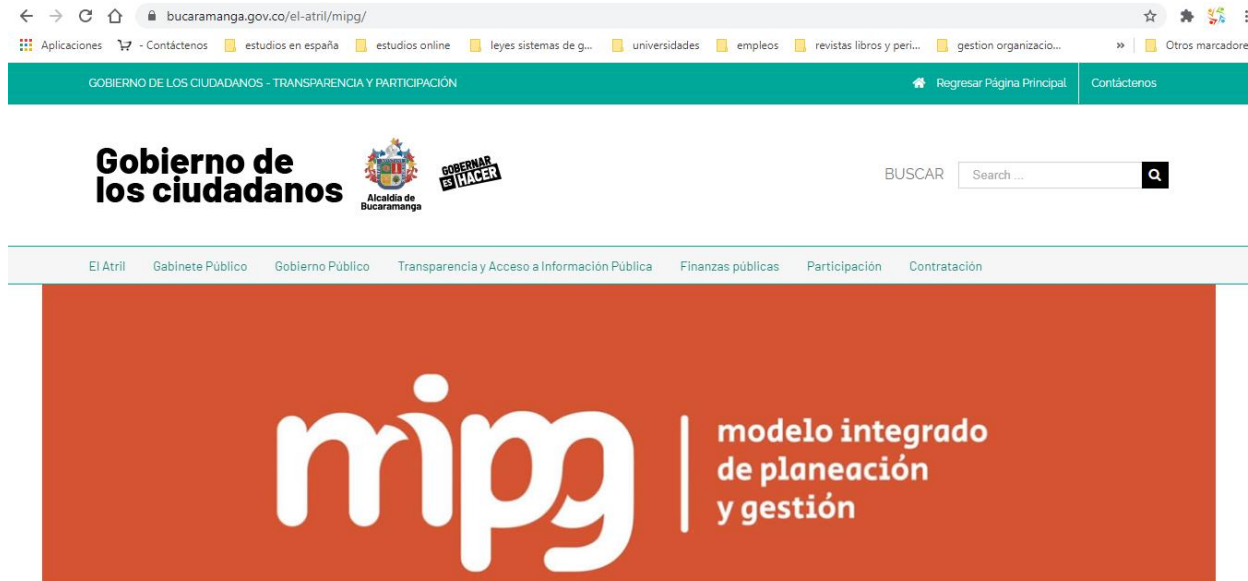 bucaramanga.gov.co/el-atril/mipg/
Aplicaciones - Contáctenos estudios en españa estudios online leyes sistemas de g... universidades empleos revistas libros y peri... gestion organizacio... » Otros marcadore
GOBIERNO DE LOS CIUDADANOS - TRANSPARENCIA Y PARTICIPACIÓN Regresar Página Principal Contáctenos
Gobierno de
los ciudadanos
Alcaldía de
Bucaramanga
GOBERNAR
ES HACER
BUSCAR Search ...
El Atril Gabinete Público Gobierno Público Transparencia y Acceso a Información Pública Finanzas públicas Participación Contratación
mipg
modelo integrado
de planeación
y gestión